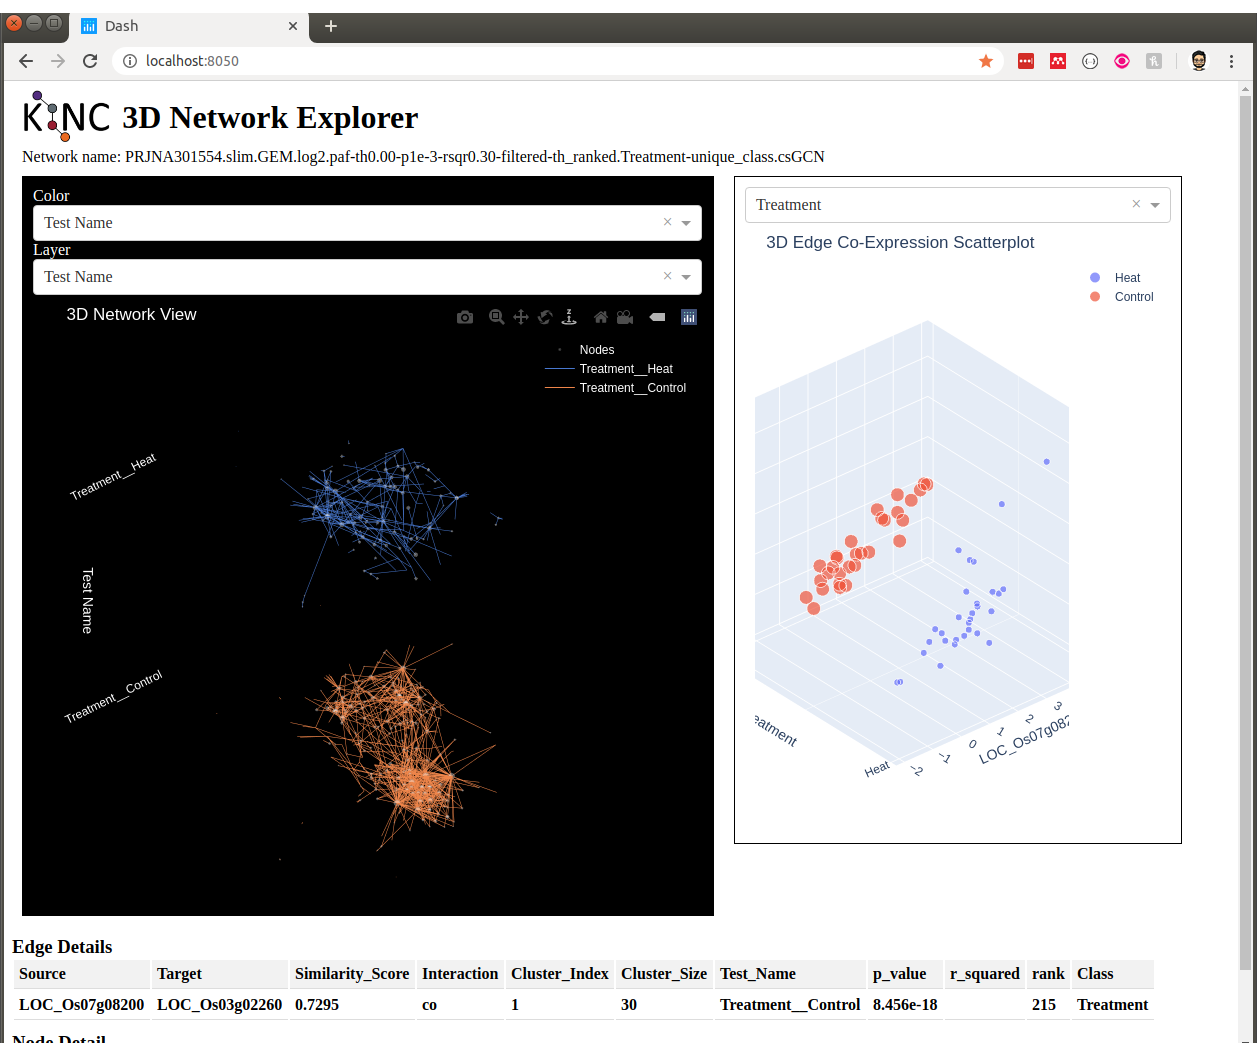 Dash
localhost:8050
KINC 3D Network Explorer
Network name: PRJNA301554.slim.GEM.log2.paf-th0.00-p1e-3-rsqr0.30-filtered-th_ranked.Treatment-unique_class.csGCN
Color
Test Name
Layer
Test Name
3D Network View
Nodes
Treatment__Heat
Treatment__Control
Treatment__Heat
Test Name
Treatment__Control
Treatment
3D Edge Co-Expression Scatterplot
Heat
Control
eatment
Heat
−2
−1
0
1
2
3
LOC_Os07g082
Edge Details
Source Target Similarity_Score Interaction Cluster_Index Cluster_Size Test_Name p_value r_squared rank Class
LOC_Os07g08200 LOC_Os03g02260 0.7295 co 1 30 Treatment__Control 8.456e-18 215 Treatment
Node Detail